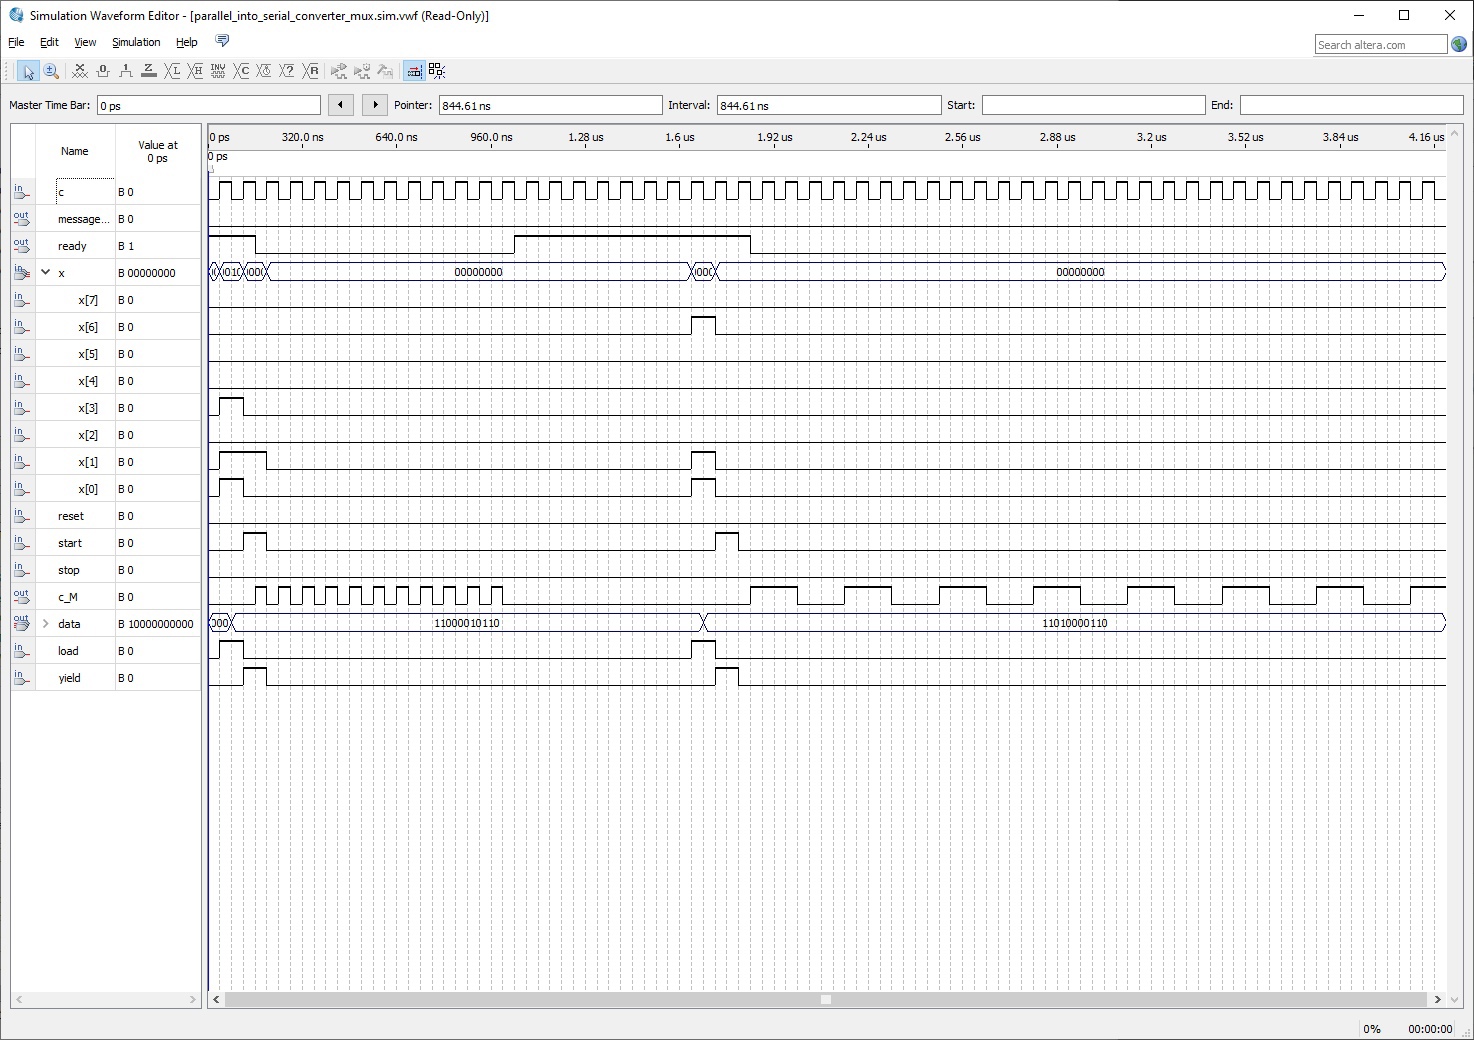 Simulation Waveform Editor - [parallel_into_serial_converter_mux.sim.vwf (Read-Only)]
File Edit View Simulation Help
Search altera.com
Master Time Bar: 0 ps Pointer: 844.61 ns Interval: 844.61 ns Start: End:
Name Value at 0 ps
0 ps 320.0 ns 640.0 ns 960.0 ns 1.28 us 1.6 us 1.92 us 2.24 us 2.56 us 2.88 us 3.2 us 3.52 us 3.84 us 4.16 us
0 ps
in c B 0
out message... B 0
out ready B 1
in x B 00000000 00000000 00000000
in x[7] B 0
in x[6] B 0
in x[5] B 0
in x[4] B 0
in x[3] B 0
in x[2] B 0
in x[1] B 0
in x[0] B 0
in reset B 0
in start B 0
in stop B 0
out c_M B 0
out data B 10000000000 11000010110 11010000110
in load B 0
in yield B 0
0% 00:00:00